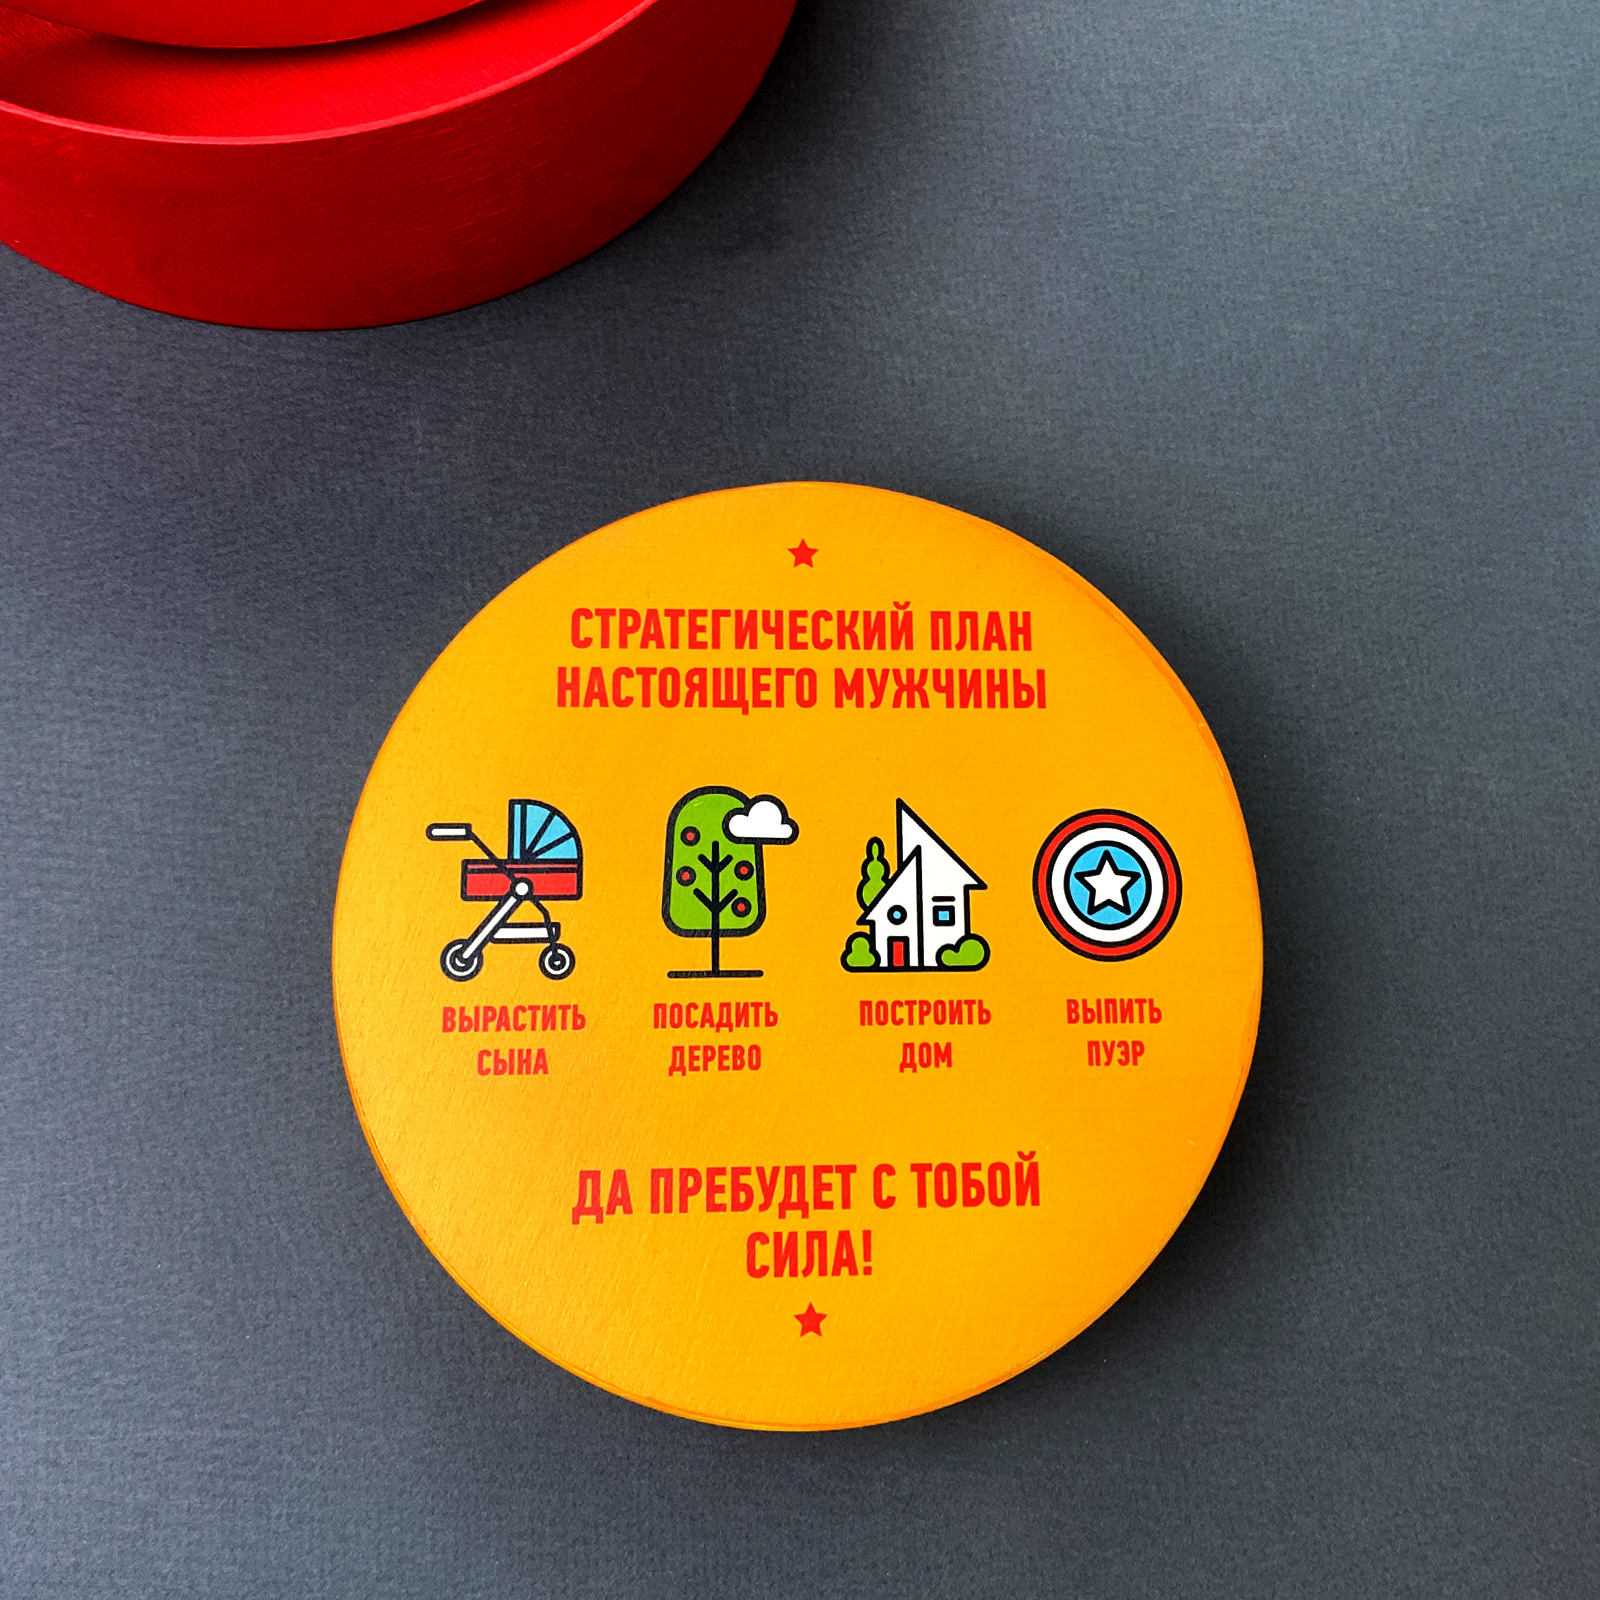 СТРАТЕГИЧЕСКИЙ ПЛАН
НАСТОЯЩЕГО МУЖЧИНЫ
ВЫРАСТИТЬ
СЫНА
ПОСАДИТЬ
ДЕРЕВО
ПОСТРОИТЬ
ДОМ
ВЫПИТЬ
ПУЭР
ДА ПРЕБУДЕТ С ТОБОЙ
СИЛА!